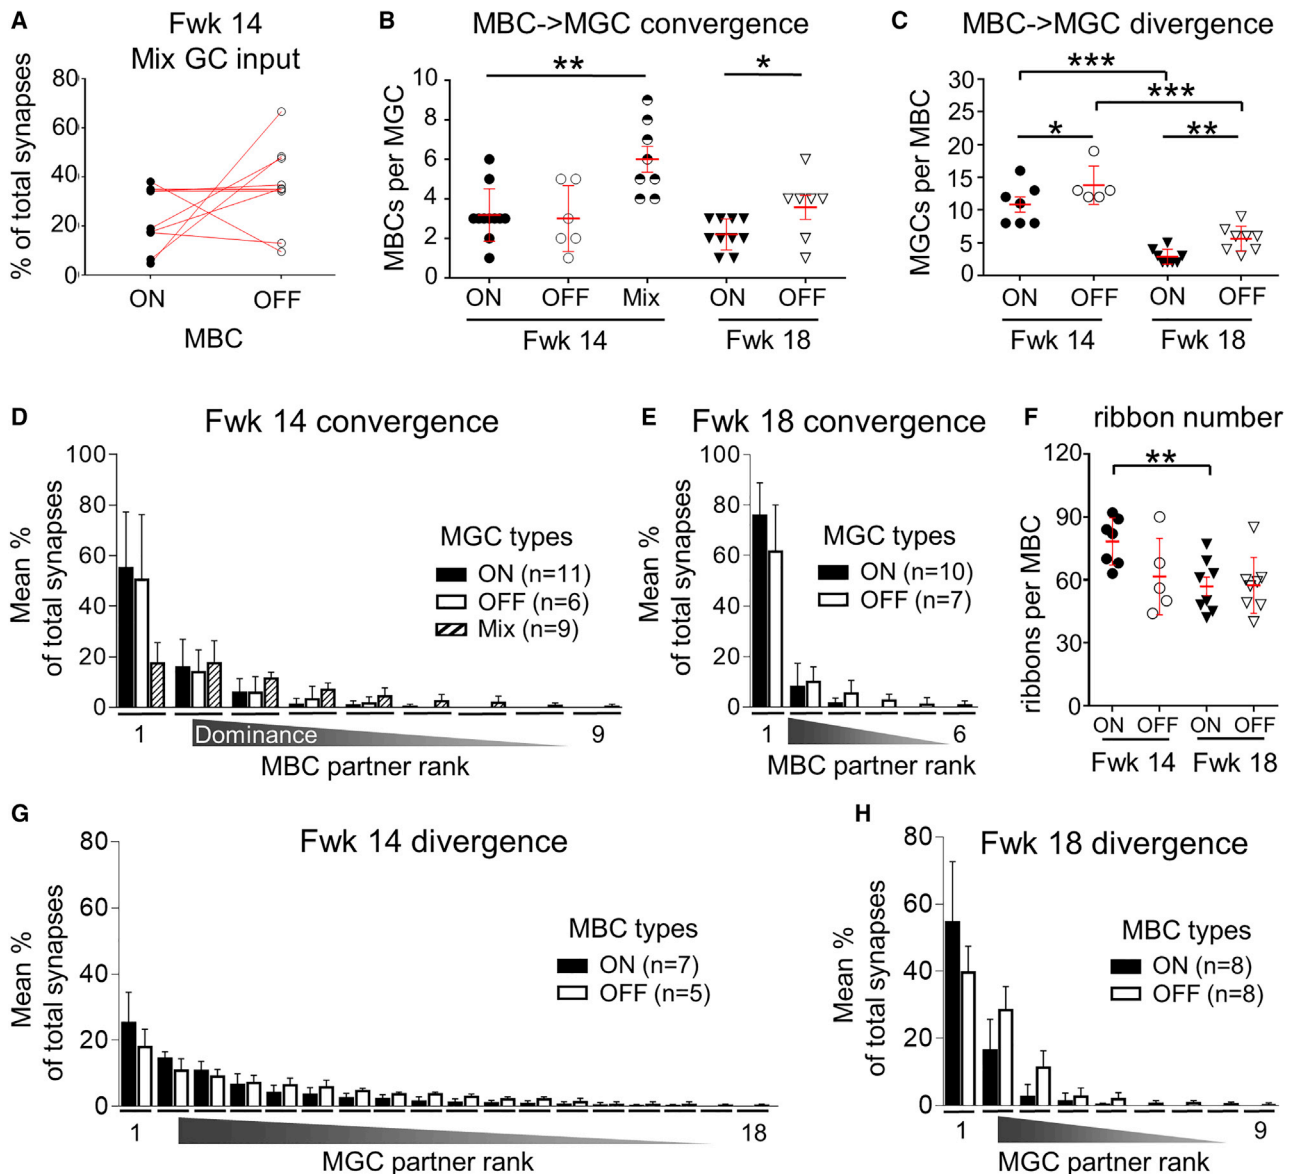 A
Fwk 14
Mix GC input
% of total synapses
80
60
40
20
0
ON
OFF
MBC
B
MBC->MGC convergence
MBCs per MGC
10
8
6
4
2
0
**
*
ON
OFF
Mix
ON
OFF
Fwk 14
Fwk 18
C
MBC->MGC divergence
MGCs per MBC
30
25
20
15
10
5
0
***
***
*
**
ON
OFF
ON
OFF
Fwk 14
Fwk 18
D
Fwk 14 convergence
Mean %
of total synapses
100
80
60
40
20
0
MGC types
ON (n=11)
OFF (n=6)
Mix (n=9)
1
Dominance
9
MBC partner rank
E
Fwk 18 convergence
Mean %
of total synapses
100
80
60
40
20
0
MGC types
ON (n=10)
OFF (n=7)
1
6
MBC partner rank
F
ribbon number
ribbons per MBC
120
90
60
30
0
**
ON
OFF
ON
OFF
Fwk 14
Fwk 18
G
Fwk 14 divergence
Mean %
of total synapses
80
60
40
20
0
MBC types
ON (n=7)
OFF (n=5)
1
18
MGC partner rank
H
Fwk 18 divergence
Mean %
of total synapses
80
60
40
20
0
MBC types
ON (n=8)
OFF (n=8)
1
9
MGC partner rank